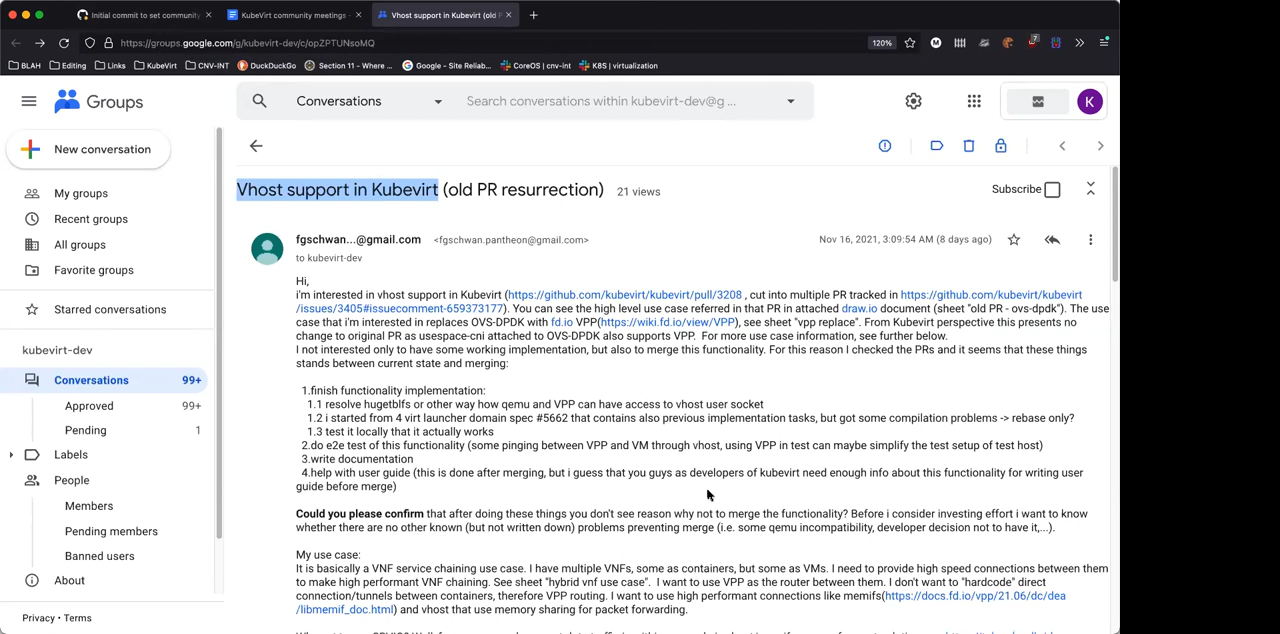 Initial commit to set community
KubeVirt community meetings -
Vhost support in Kubevirt (old P
https://groups.google.com/g/kubevirt-dev/c/opZPTUNsoMQ
120%
BLAH
Editing
Links
KubeVirt
CNV-INT
DuckDuckGo
Section 11 – Where ...
Google - Site Reliab...
CoreOS | cnv-int
K8S | virtualization
Groups
Conversations
Search conversations within kubevirt-dev@g ...
K
New conversation
My groups
Recent groups
All groups
Favorite groups
Starred conversations
kubevirt-dev
Conversations 99+
Approved 99+
Pending 1
Labels
People
Members
Pending members
Banned users
About
Privacy • Terms
Vhost support in Kubevirt (old PR resurrection) 21 views
Subscribe
fgschwan...@gmail.com <fgschwan.pantheon@gmail.com>
Nov 16, 2021, 3:09:54 AM (8 days ago)
to kubevirt-dev
Hi,
i'm interested in vhost support in Kubevirt (https://github.com/kubevirt/kubevirt/pull/3208 , cut into multiple PR tracked in https://github.com/kubevirt/kubevirt
/issues/3405#issuecomment-659373177). You can see the high level use case referred in that PR in attached draw.io document (sheet "old PR - ovs-dpdk"). The use
case that i'm interested in replaces OVS-DPDK with fd.io VPP(https://wiki.fd.io/view/VPP), see sheet "vpp replace". From Kubevirt perspective this presents no
change to original PR as usespace-cni attached to OVS-DPDK also supports VPP. For more use case information, see further below.
I not interested only to have some working implementation, but also to merge this functionality. For this reason I checked the PRs and it seems that these things
stands between current state and merging:
1.finish functionality implementation:
1.1 resolve hugetblfs or other way how qemu and VPP can have access to vhost user socket
1.2 i started from 4 virt launcher domain spec #5662 that contains also previous implementation tasks, but got some compilation problems -> rebase only?
1.3 test it locally that it actually works
2.do e2e test of this functionality (some pinging between VPP and VM through vhost, using VPP in test can maybe simplify the test setup of test host)
3.write documentation
4.help with user guide (this is done after merging, but i guess that you guys as developers of kubevirt need enough info about this functionality for writing user
guide before merge)
Could you please confirm that after doing these things you don't see reason why not to merge the functionality? Before i consider investing effort i want to know
whether there are no other known (but not written down) problems preventing merge (i.e. some qemu incompatibility, developer decision not to have it,...).
My use case:
It is basically a VNF service chaining use case. I have multiple VNFs, some as containers, but some as VMs. I need to provide high speed connections between them
to make high performant VNF chaining. See sheet "hybrid vnf use case". I want to use VPP as the router between them. I don't want to "hardcode" direct
connection/tunnels between containers, therefore VPP routing. I want to use high performant connections like memifs(https://docs.fd.io/vpp/21.06/dc/dea
/libmemif_doc.html) and vhost that use memory sharing for packet forwarding.